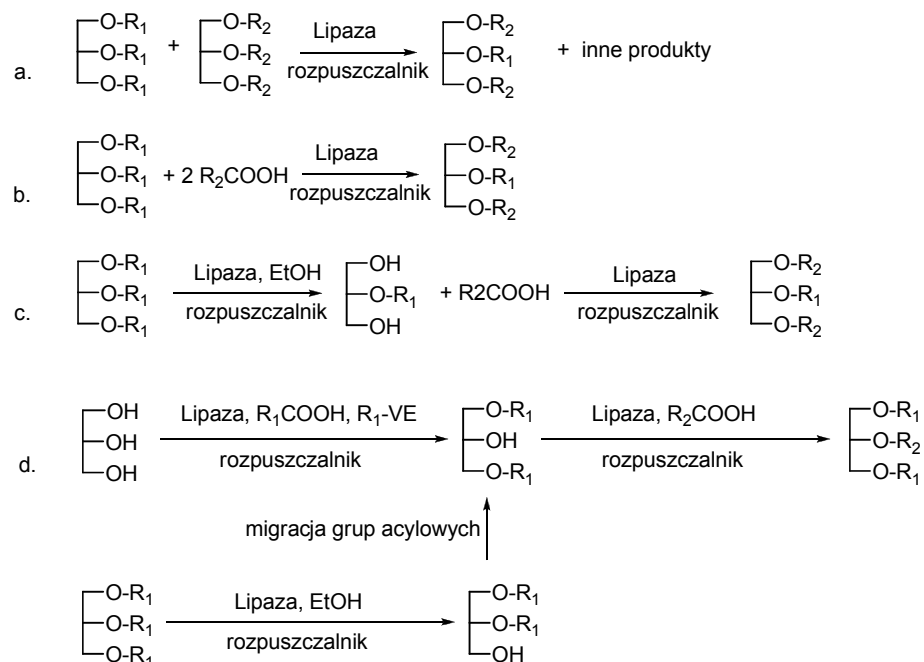 a.
O-R₁
O-R₁
O-R₁
+
O-R₂
O-R₂
O-R₂
Lipaza
rozpuszczalnik
O-R₂
O-R₁
O-R₂
+ inne produkty
b.
O-R₁
O-R₁
O-R₁
+ 2 R₂COOH
Lipaza
rozpuszczalnik
O-R₂
O-R₁
O-R₂
c.
O-R₁
O-R₁
O-R₁
Lipaza, EtOH
rozpuszczalnik
OH
O-R₁
OH
+ R2COOH
Lipaza
rozpuszczalnik
O-R₂
O-R₁
O-R₂
d.
OH
OH
OH
Lipaza, R₁COOH, R₁-VE
rozpuszczalnik
O-R₁
OH
O-R₁
Lipaza, R₂COOH
rozpuszczalnik
O-R₁
O-R₂
O-R₁
migracja grup acylowych
O-R₁
O-R₁
O-R₁
Lipaza, EtOH
rozpuszczalnik
O-R₁
O-R₁
OH